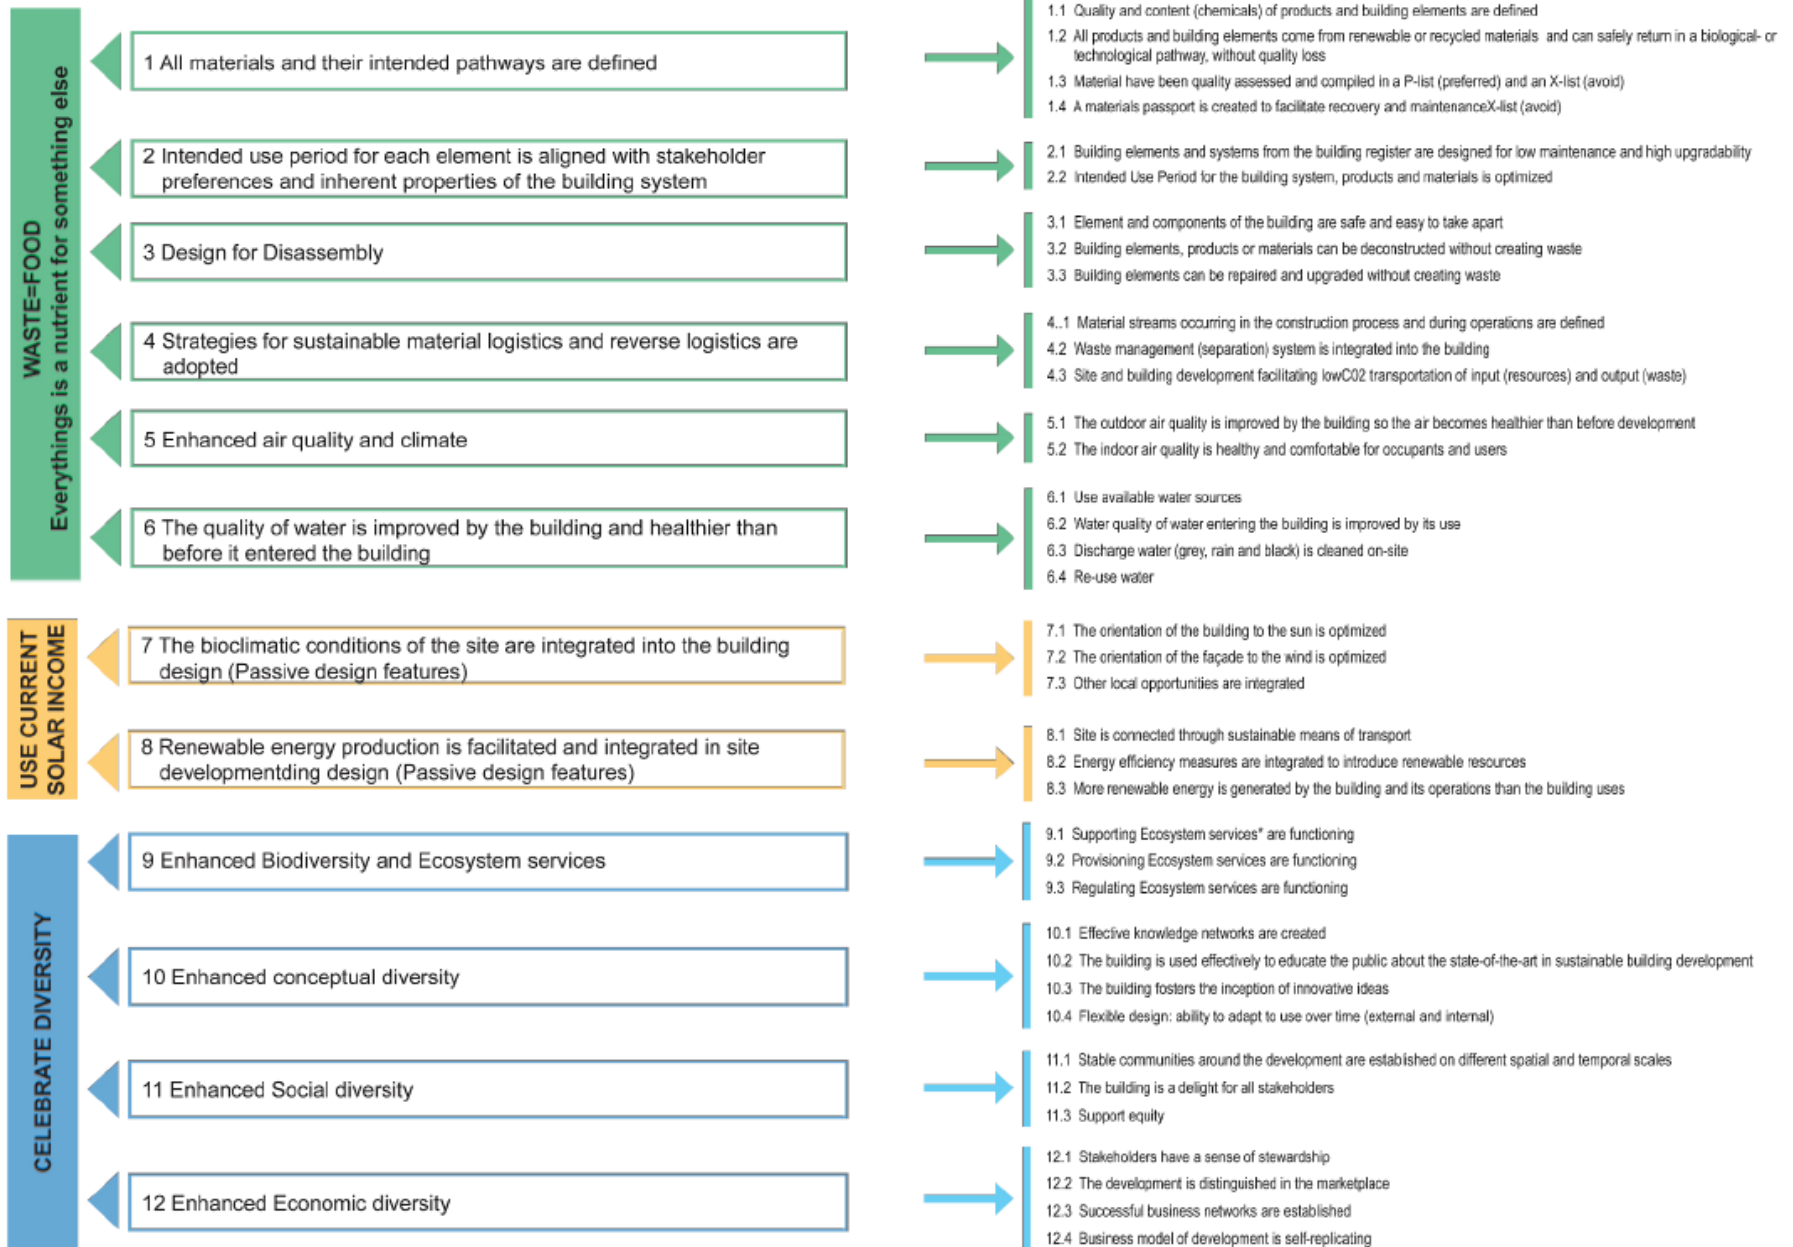 WASTE=FOOD
Everythings is a nutrient for something else
1 All materials and their intended pathways are defined
1.1 Quality and content (chemicals) of products and building elements are defined
1.2 All products and building elements come from renewable or recycled materials and can safely return in a biological- or
technological pathway, without quality loss
1.3 Material have been quality assessed and compiled in a P-list (preferred) and an X-list (avoid)
1.4 A materials passport is created to facilitate recovery and maintenanceX-list (avoid)
2 Intended use period for each element is aligned with stakeholder
preferences and inherent properties of the building system
2.1 Building elements and systems from the building register are designed for low maintenance and high upgradability
2.2 Intended Use Period for the building system, products and materials is optimized
3 Design for Disassembly
3.1 Element and components of the building are safe and easy to take apart
3.2 Building elements, products or materials can be deconstructed without creating waste
3.3 Building elements can be repaired and upgraded without creating waste
4 Strategies for sustainable material logistics and reverse logistics are
adopted
4..1 Material streams occurring in the construction process and during operations are defined
4.2 Waste management (separation) system is integrated into the building
4.3 Site and building development facilitating lowC02 transportation of input (resources) and output (waste)
5 Enhanced air quality and climate
5.1 The outdoor air quality is improved by the building so the air becomes healthier than before development
5.2 The indoor air quality is healthy and comfortable for occupants and users
6 The quality of water is improved by the building and healthier than
before it entered the building
6.1 Use available water sources
6.2 Water quality of water entering the building is improved by its use
6.3 Discharge water (grey, rain and black) is cleaned on-site
6.4 Re-use water
USE CURRENT
SOLAR INCOME
7 The bioclimatic conditions of the site are integrated into the building
design (Passive design features)
7.1 The orientation of the building to the sun is optimized
7.2 The orientation of the façade to the wind is optimized
7.3 Other local opportunities are integrated
8 Renewable energy production is facilitated and integrated in site
developmentding design (Passive design features)
8.1 Site is connected through sustainable means of transport
8.2 Energy efficiency measures are integrated to introduce renewable resources
8.3 More renewable energy is generated by the building and its operations than the building uses
CELEBRATE DIVERSITY
9 Enhanced Biodiversity and Ecosystem services
9.1 Supporting Ecosystem services* are functioning
9.2 Provisioning Ecosystem services are functioning
9.3 Regulating Ecosystem services are functioning
10 Enhanced conceptual diversity
10.1 Effective knowledge networks are created
10.2 The building is used effectively to educate the public about the state-of-the-art in sustainable building development
10.3 The building fosters the inception of innovative ideas
10.4 Flexible design: ability to adapt to use over time (external and internal)
11 Enhanced Social diversity
11.1 Stable communities around the development are established on different spatial and temporal scales
11.2 The building is a delight for all stakeholders
11.3 Support equity
12 Enhanced Economic diversity
12.1 Stakeholders have a sense of stewardship
12.2 The development is distinguished in the marketplace
12.3 Successful business networks are established
12.4 Business model of development is self-replicating